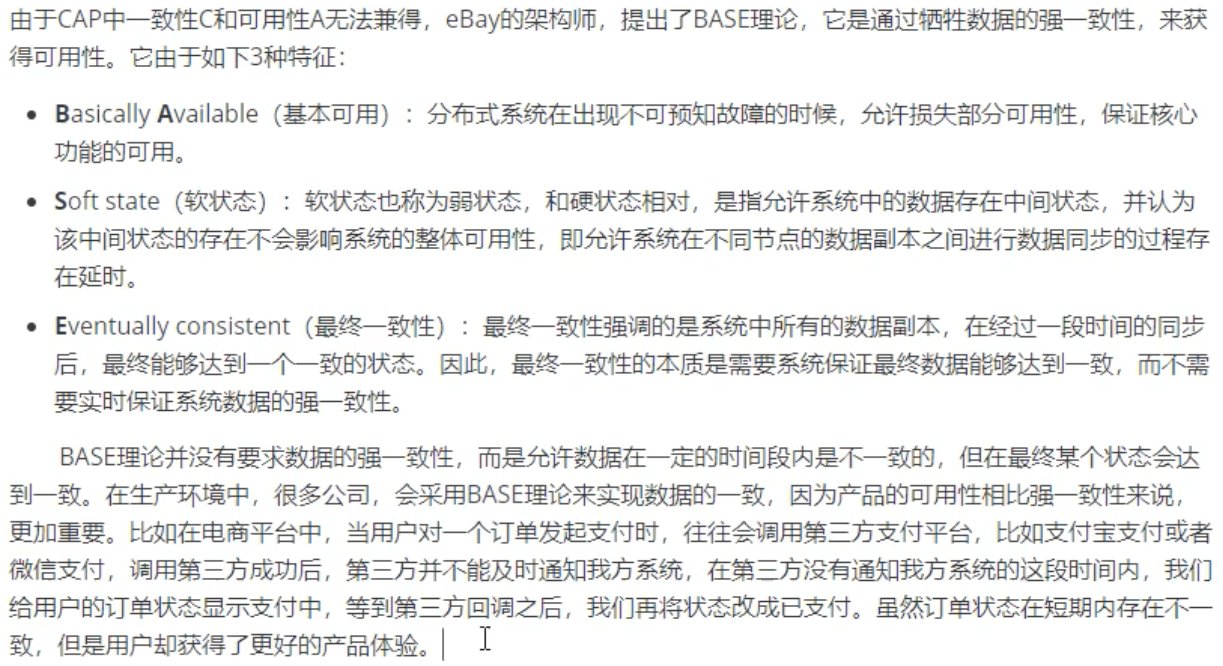 由于CAP中一致性C和可用性A无法兼得，eBay的架构师，提出了BASE理论，它是通过牺牲数据的强一致性，来获
得可用性。它由于如下3种特征：
• Basically Available（基本可用）：分布式系统在出现不可预知故障的时候，允许损失部分可用性，保证核心
功能的可用。
• Soft state（软状态）：软状态也称为弱状态，和硬状态相对，是指允许系统中的数据存在中间状态，并认为
该中间状态的存在不会影响系统的整体可用性，即允许系统在不同节点的数据副本之间进行数据同步的过程存
在延时。
• Eventually consistent（最终一致性）：最终一致性强调的是系统中所有的数据副本，在经过一段时间的同步
后，最终能够达到一个一致的状态。因此，最终一致性的本质是需要系统保证最终数据能够达到一致，而不需
要实时保证系统数据的强一致性。
BASE理论并没有要求数据的强一致性，而是允许数据在一定的时间段内是不一致的，但在最终某个状态会达
到一致。在生产环境中，很多公司，会采用BASE理论来实现数据的一致，因为产品的可用性相比强一致性来说，
更加重要。比如在电商平台中，当用户对一个订单发起支付时，往往会调用第三方支付平台，比如支付宝支付或者
微信支付，调用第三方成功后，第三方并不能及时通知我方系统，在第三方没有通知我方系统的这段时间内，我们
给用户的订单状态显示支付中，等到第三方回调之后，我们再将状态改成已支付。虽然订单状态在短期内存在不一
致，但是用户却获得了更好的产品体验。